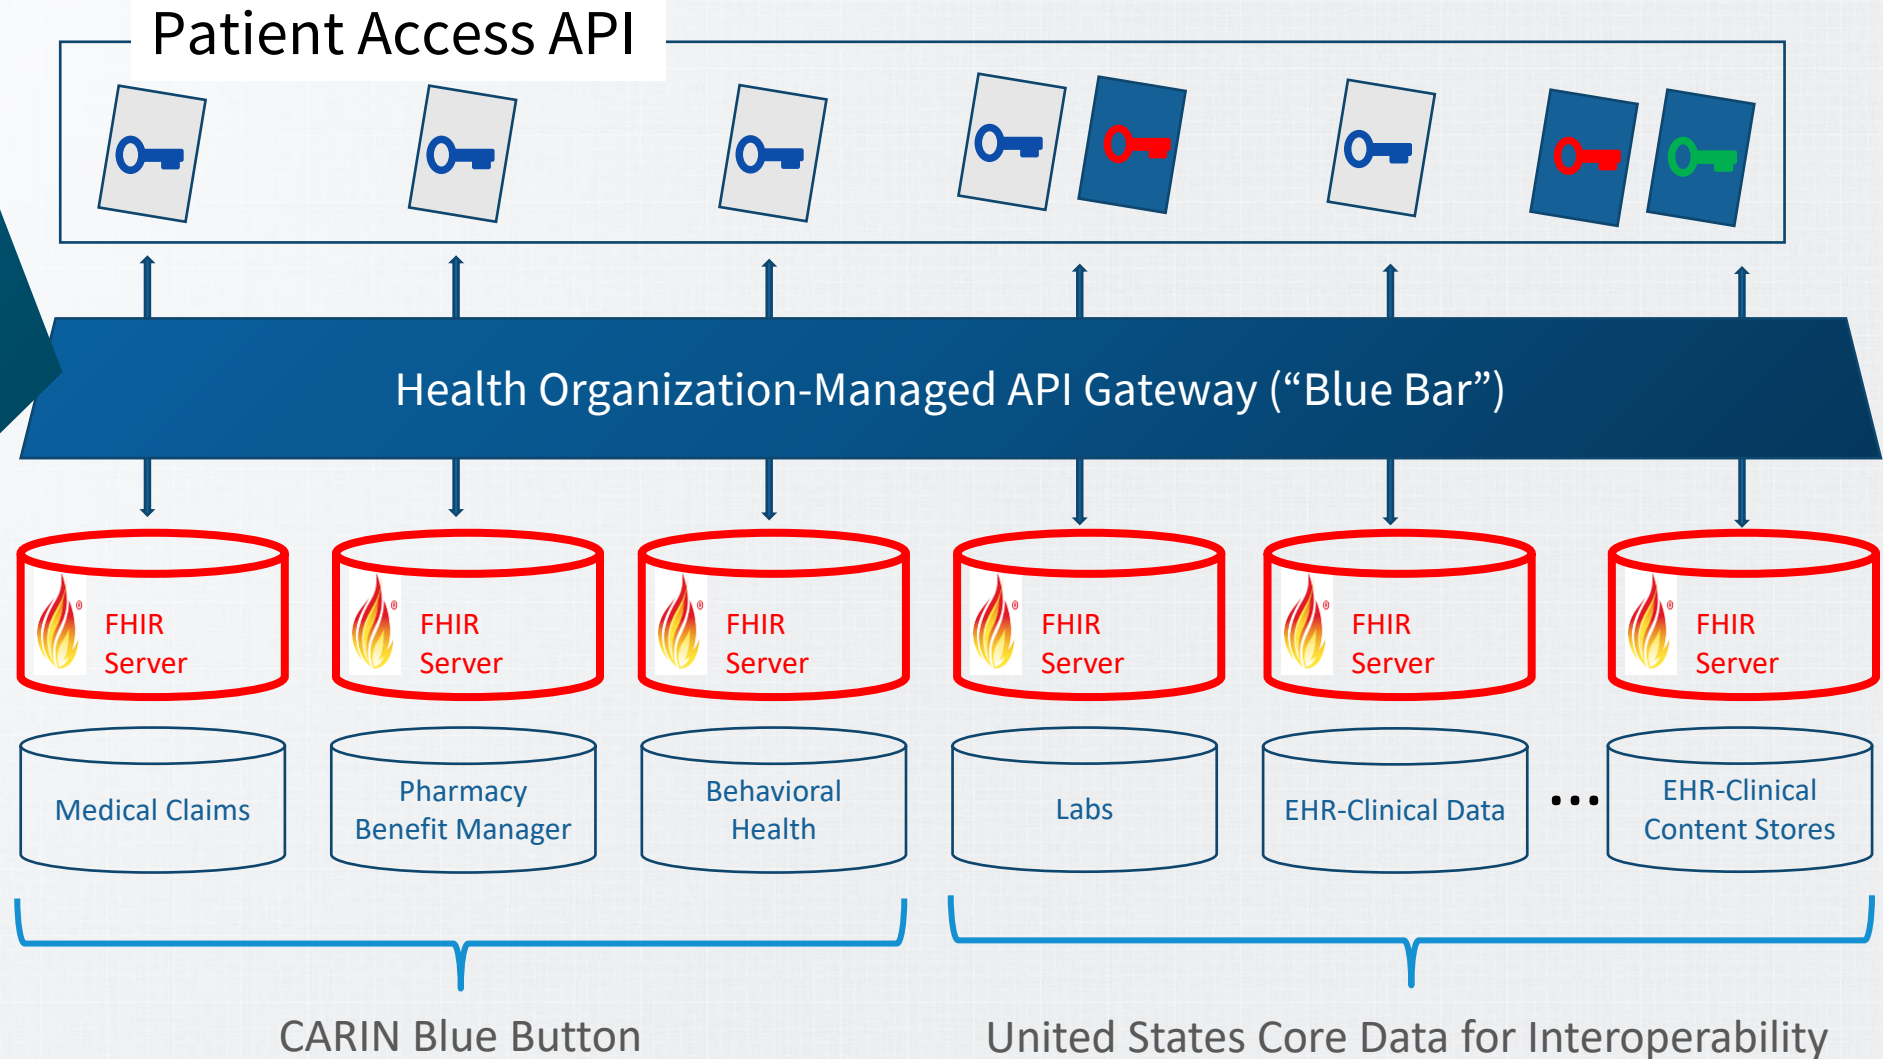 Patient Access API
Health Organization-Managed API Gateway (“Blue Bar”)
® FHIR
Server
® FHIR
Server
® FHIR
Server
® FHIR
Server
® FHIR
Server
® FHIR
Server
Medical Claims
Pharmacy
Benefit Manager
Behavioral
Health
Labs
EHR-Clinical Data
...
EHR-Clinical
Content Stores
CARIN Blue Button
United States Core Data for Interoperability